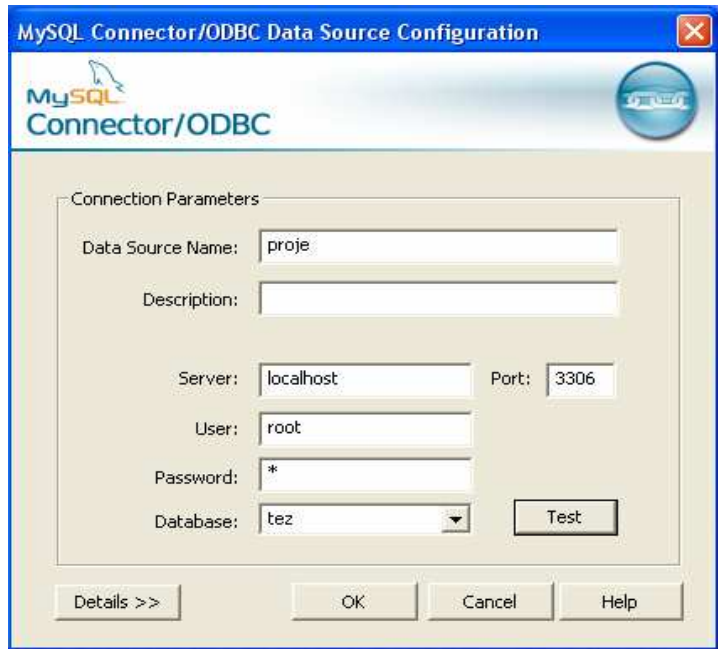 MySQL Connector/ODBC Data Source Configuration
MySQL
Connector/ODBC
Connection Parameters
Data Source Name: proje
Description:
Server: localhost Port: 3306
User: root
Password: *
Database: tez Test
Details >> OK Cancel Help